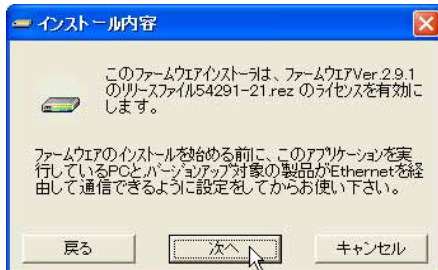 インストール内容
このファームウェアインストーラは、ファームウェアVer.2.9.1
のリリースファイル54291-21.rez のライセンスを有効に
します。
ファームウェアのインストールを始める前に、このアプリケーションを実
行しているPCと、バージョンアップ対象の製品がEthernetを経
由して通信できるように設定をしてからお使い下さい。
戻る
次へ
キャンセル